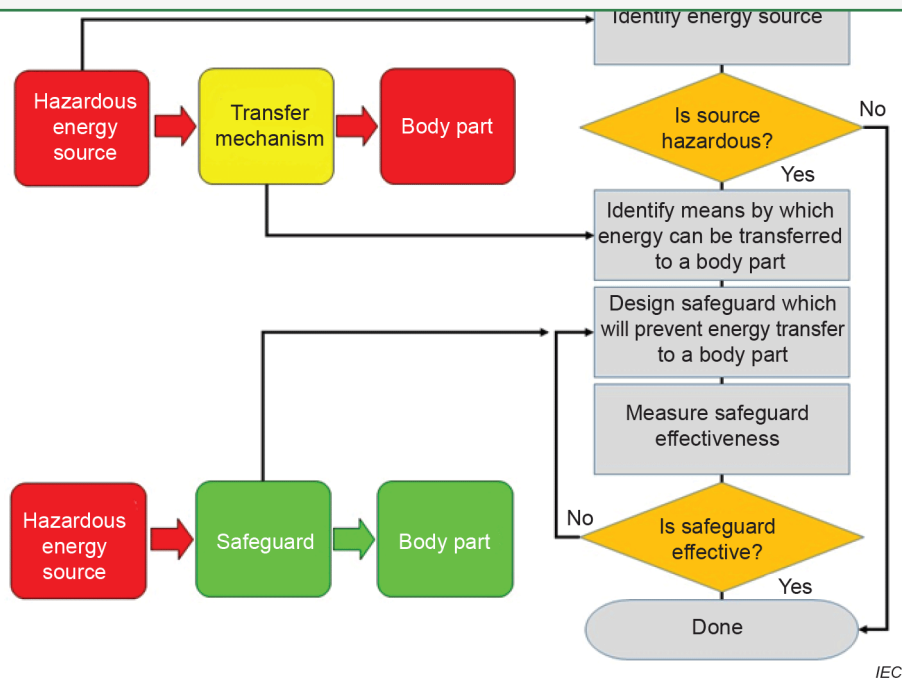 Identify energy source
Hazardous
energy
source
Transfer
mechanism
Body part
Is source
hazardous?
No
Yes
Identify means by which
energy can be transferred
to a body part
Design safeguard which
will prevent energy transfer
to a body part
Measure safeguard
effectiveness
Hazardous
energy
source
Safeguard
Body part
No
Is safeguard
effective?
Yes
Done
IEC